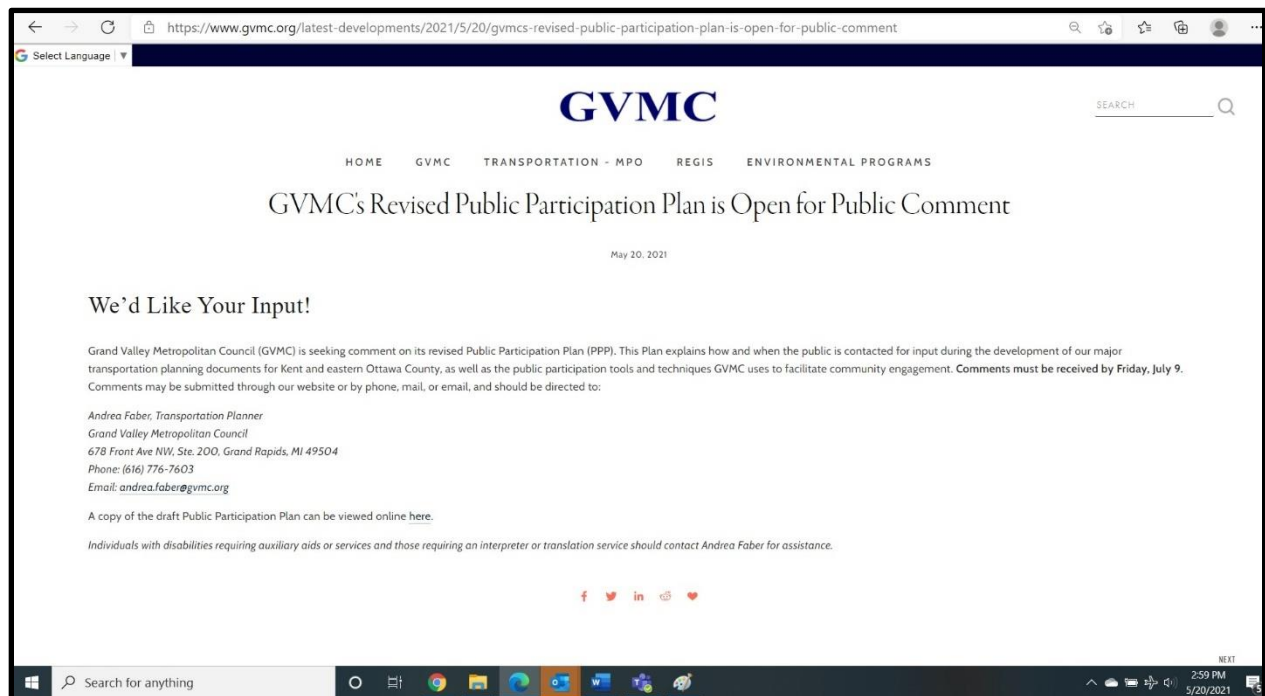 https://www.gvmc.org/latest-developments/2021/5/20/gvmcs-revised-public-participation-plan-is-open-for-public-comment
Select Language
GVMC
SEARCH
HOME GVMC TRANSPORTATION - MPO REGIS ENVIRONMENTAL PROGRAMS
GVMC's Revised Public Participation Plan is Open for Public Comment
May 20, 2021
We'd Like Your Input!
Grand Valley Metropolitan Council (GVMC) is seeking comment on its revised Public Participation Plan (PPP). This Plan explains how and when the public is contacted for input during the development of our major
transportation planning documents for Kent and eastern Ottawa County, as well as the public participation tools and techniques GVMC uses to facilitate community engagement. Comments must be received by Friday, July 9.
Comments may be submitted through our website or by phone, mail, or email, and should be directed to:
Andrea Faber, Transportation Planner
Grand Valley Metropolitan Council
678 Front Ave NW, Ste. 200, Grand Rapids, MI 49504
Phone: (616) 776-7603
Email: andrea.faber@gvmc.org
A copy of the draft Public Participation Plan can be viewed online here.
Individuals with disabilities requiring auxiliary aids or services and those requiring an interpreter or translation service should contact Andrea Faber for assistance.
NEXT
Search for anything
2:59 PM
5/20/2021